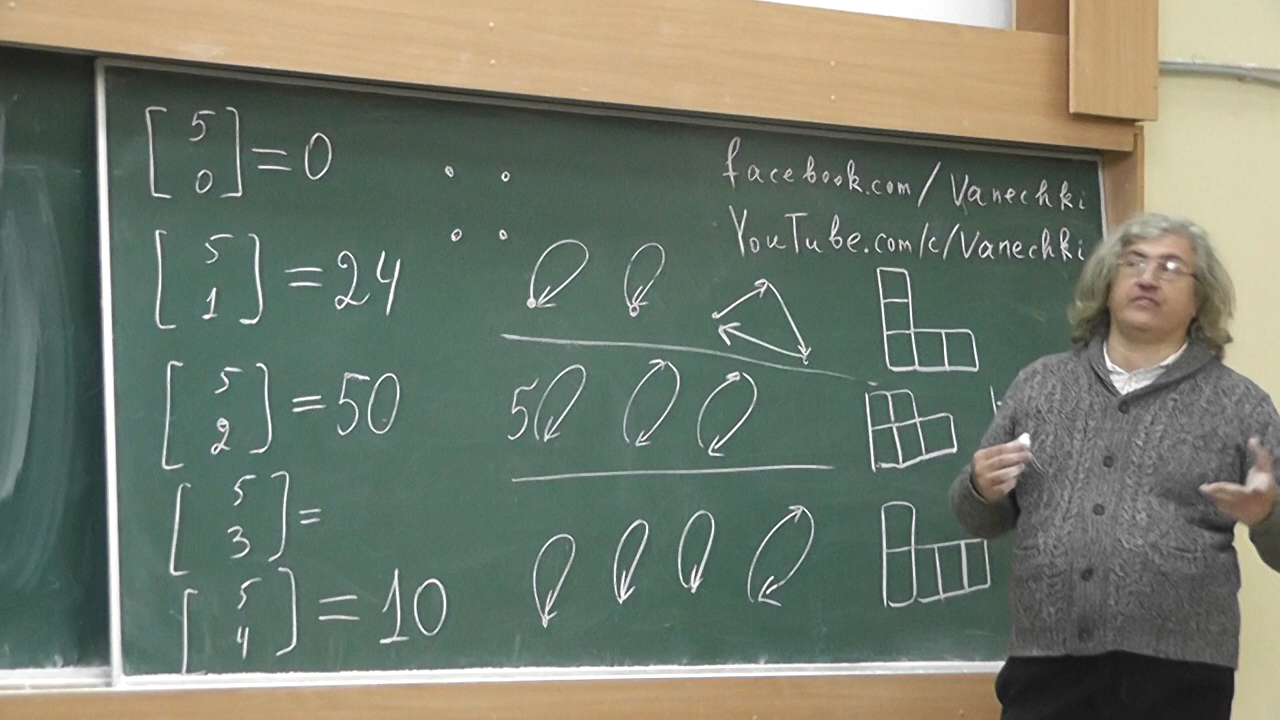 [5 0] = 0
[5 1] = 24
[5 2] = 50
[5 3] =
[5 4] = 10
5
facebook.com/Vanechki
YouTube.com/c/Vanechki